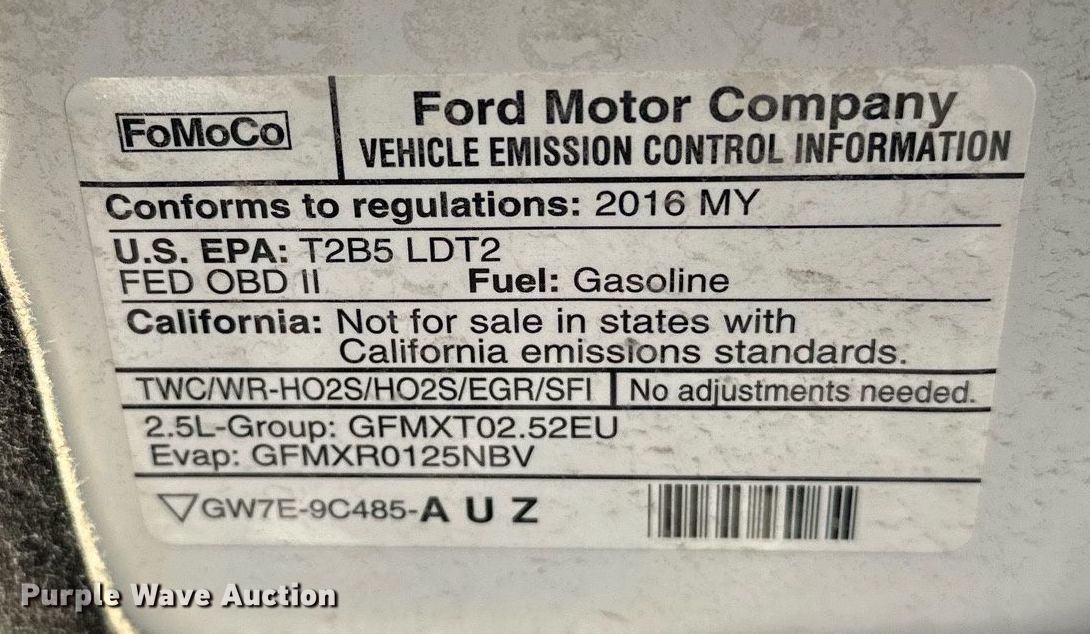 FoMoCo
Ford Motor Company
VEHICLE EMISSION CONTROL INFORMATION
Conforms to regulations: 2016 MY
U.S. EPA: T2B5 LDT2
FED OBD II Fuel: Gasoline
California: Not for sale in states with
California emissions standards.
TWC/WR-HO2S/HO2S/EGR/SFI No adjustments needed.
2.5L-Group: GFMXT02.52EU
Evap: GFMXR0125NBV
GW7E-9C485-A U Z
Purple Wave Auction